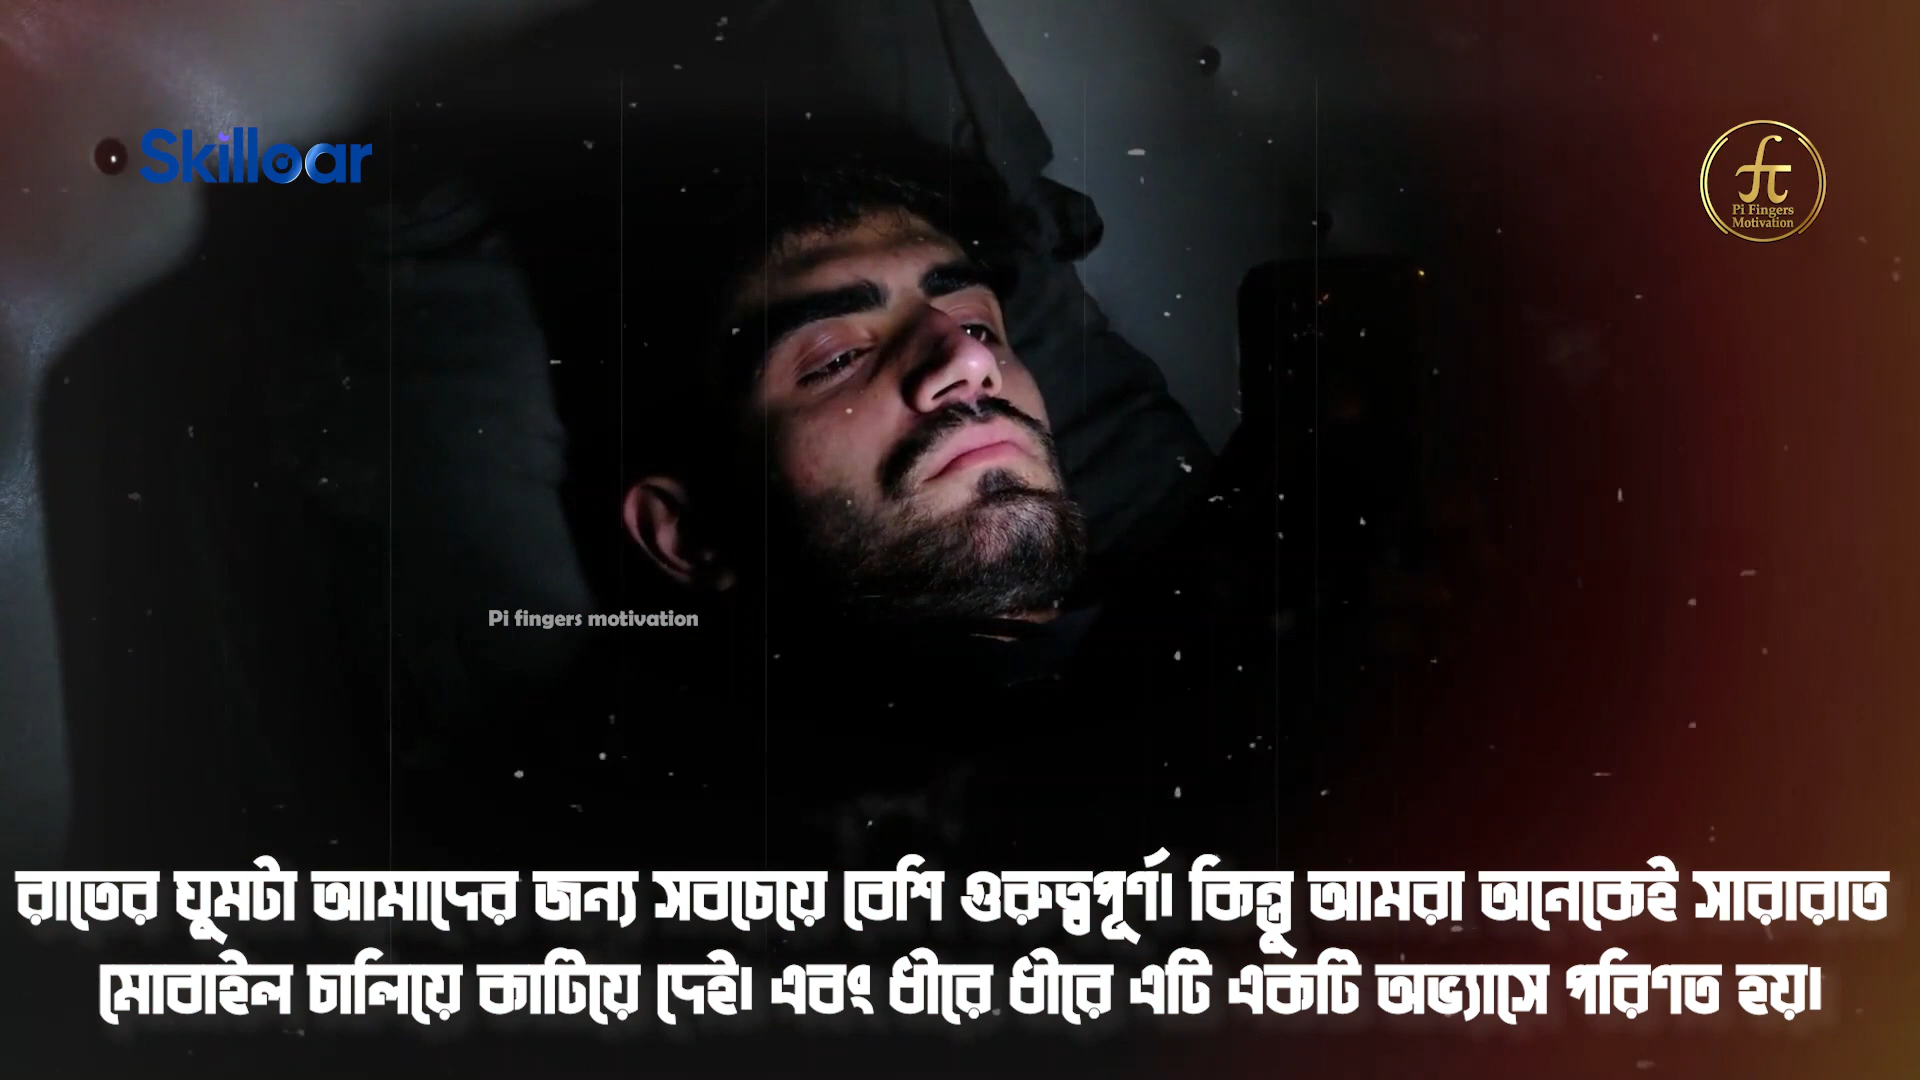 Skilloar
Pi Fingers
Motivation
Pi fingers motivation
রাতের ঘুমটা আমাদের জন্য সবচেয়ে বেশি গুরুত্বপূর্ণ। কিন্তু আমরা অনেকেই সারারাত
মোবাইল চালিয়ে কাটিয়ে দেই। এবং ধীরে ধীরে এটি একটি অভ্যাসে পরিণত হয়।